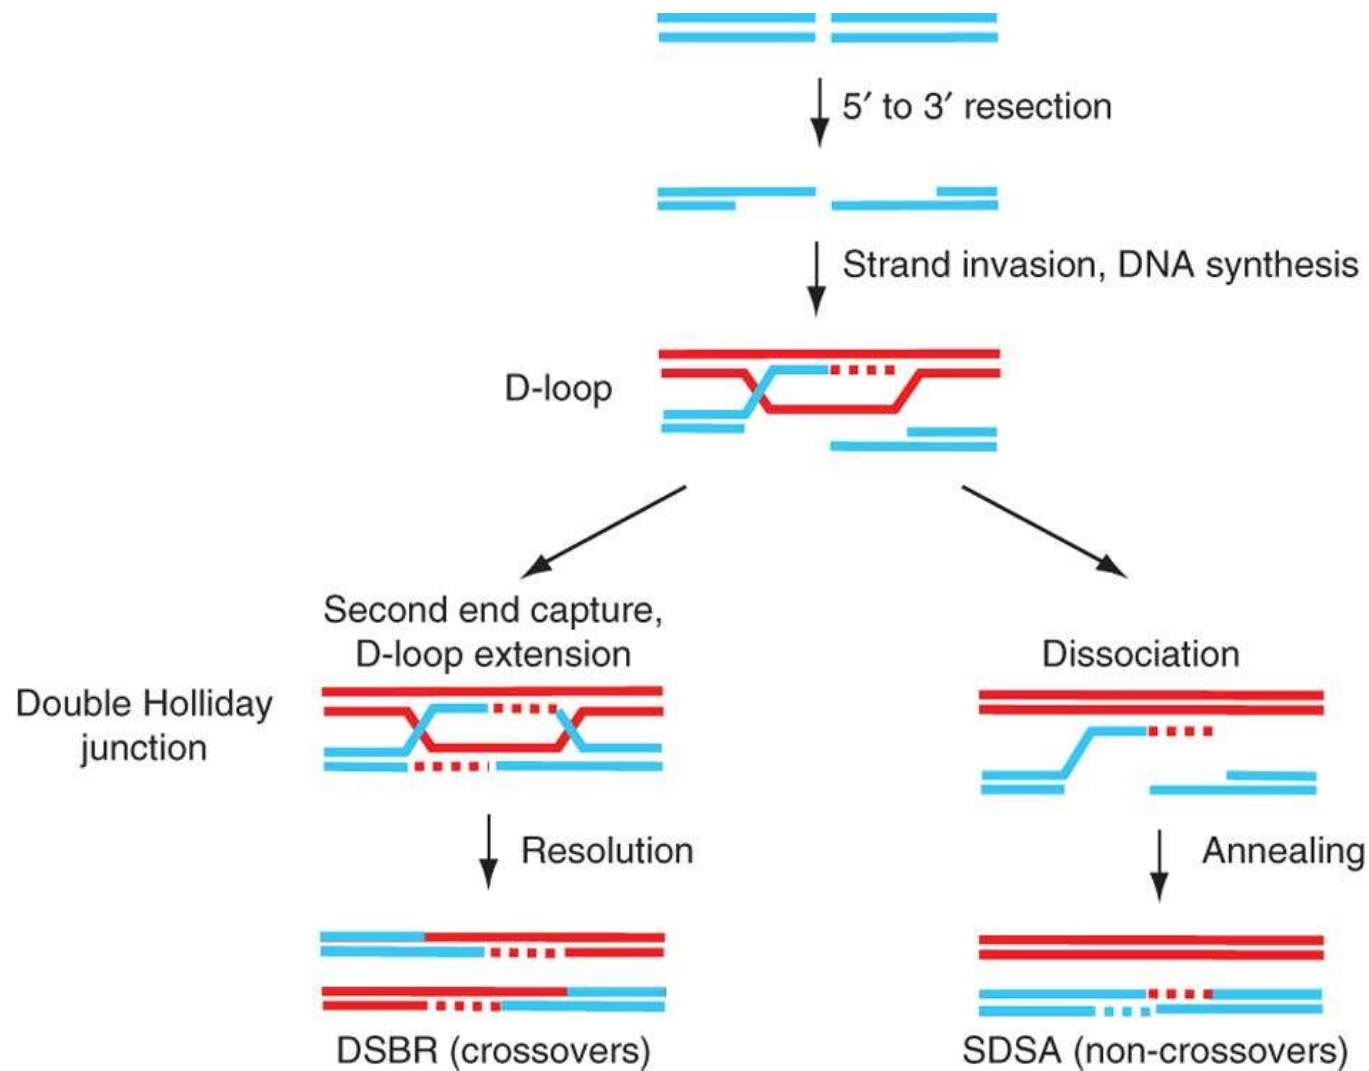 5′ to 3′ resection
Strand invasion, DNA synthesis
D-loop
Second end capture,
D-loop extension
Dissociation
Double Holliday
junction
Resolution
Annealing
DSBR (crossovers)
SDSA (non-crossovers)